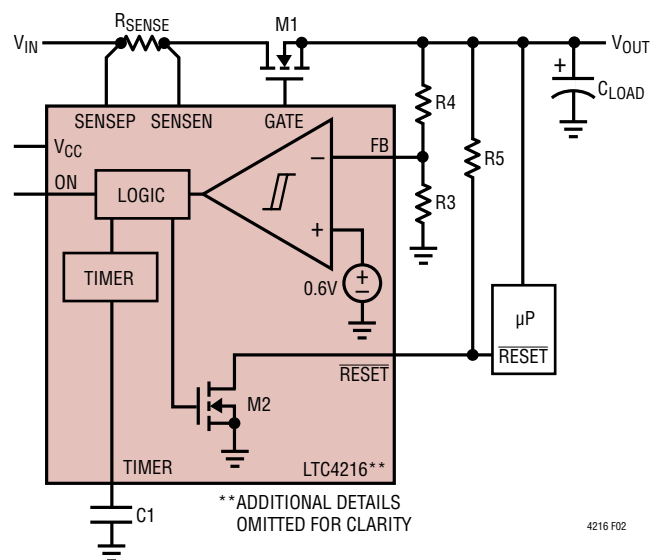 RSENSE
M1
VIN
VOUT
+
CLOAD
SENSEP SENSEN GATE
R4
VCC
FB
R5
ON
LOGIC
−
R3
+
TIMER
0.6V
+
−
µP
RESET
RESET
M2
TIMER
LTC4216**
**ADDITIONAL DETAILS
OMITTED FOR CLARITY
C1
4216 F02